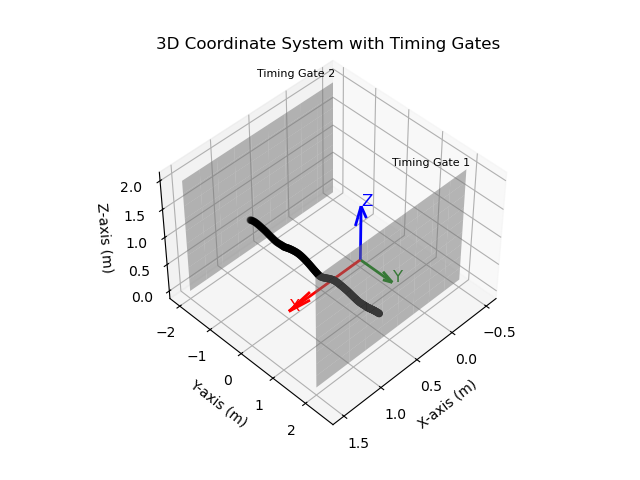 3D Coordinate System with Timing Gates
Timing Gate 2
Timing Gate 1
Z
Y
X
Z-axis (m)
2.0
1.5
1.0
0.5
0.0
−2
−1
0
1
2
Y-axis (m)
−0.5
0.0
0.5
1.0
1.5
X-axis (m)